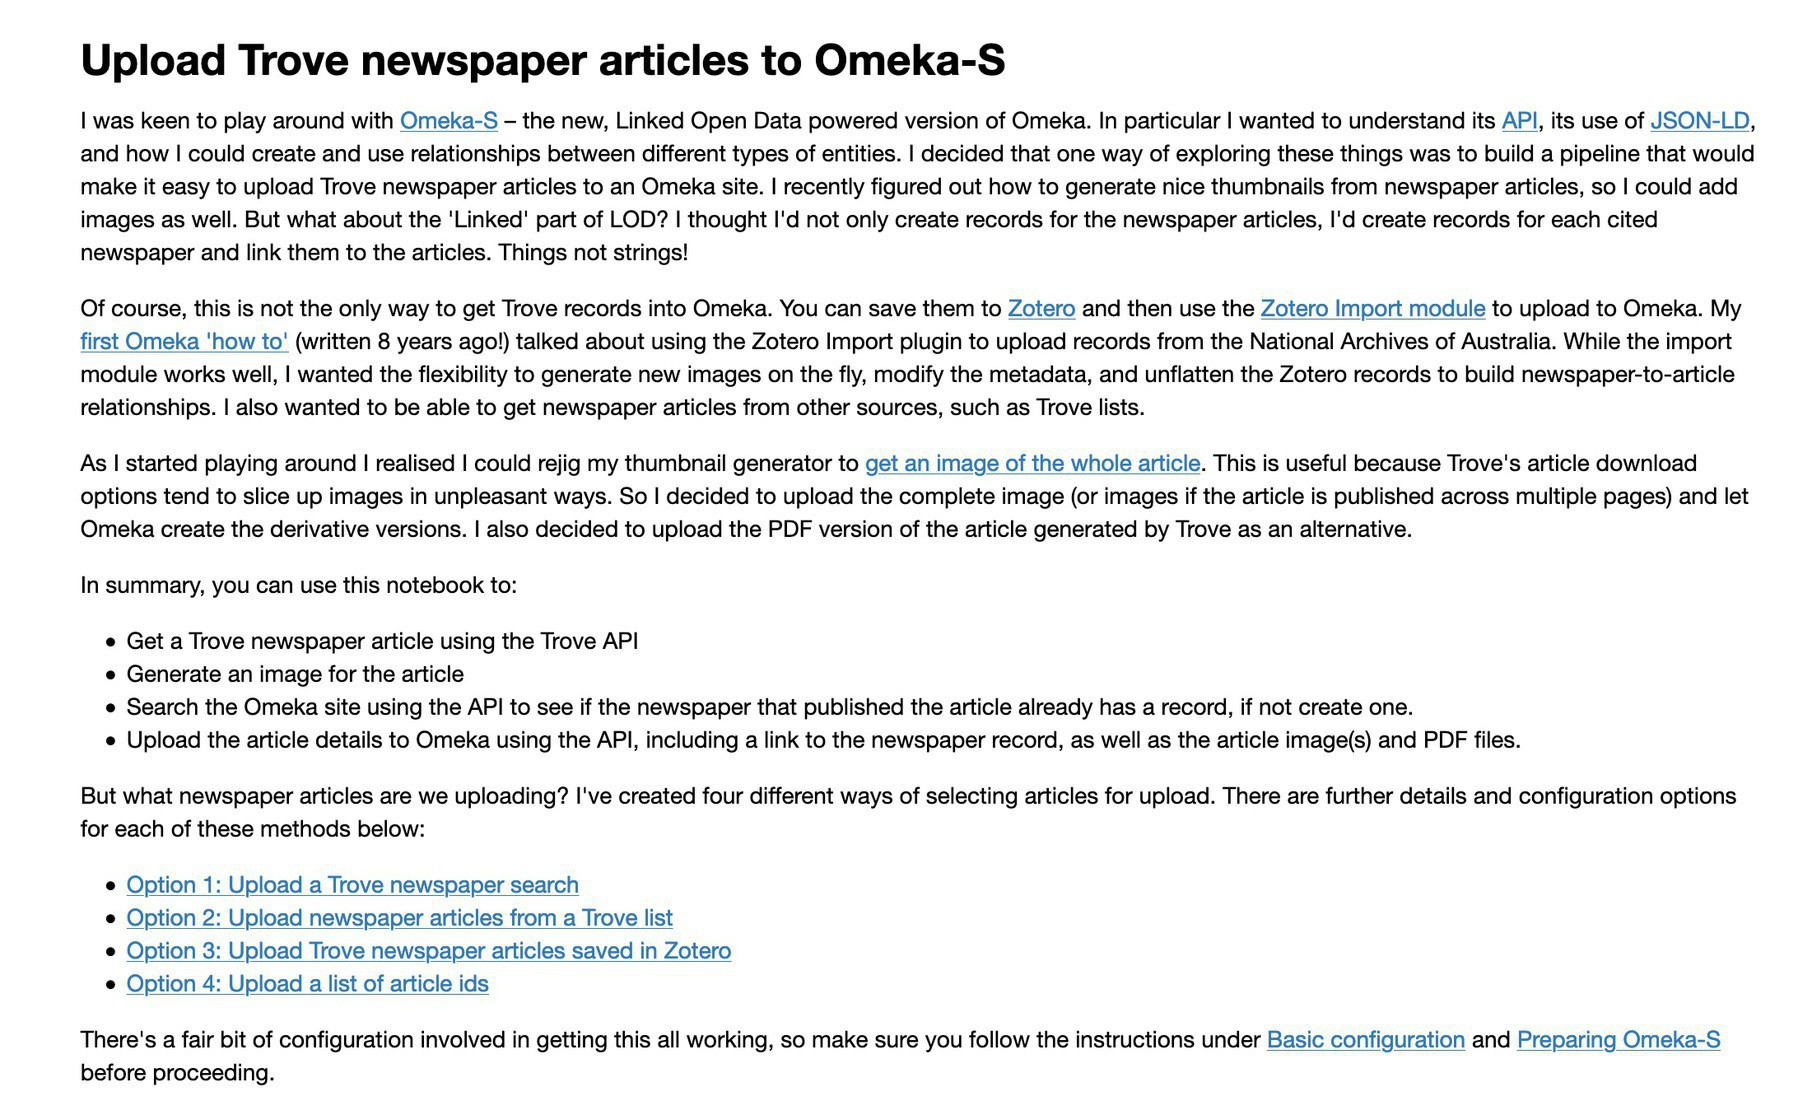 Upload Trove newspaper articles to Omeka-S
I was keen to play around with Omeka-S – the new, Linked Open Data powered version of Omeka. In particular I wanted to understand its API, its use of JSON-LD,
and how I could create and use relationships between different types of entities. I decided that one way of exploring these things was to build a pipeline that would
make it easy to upload Trove newspaper articles to an Omeka site. I recently figured out how to generate nice thumbnails from newspaper articles, so I could add
images as well. But what about the 'Linked' part of LOD? I thought I'd not only create records for the newspaper articles, I'd create records for each cited
newspaper and link them to the articles. Things not strings!
Of course, this is not the only way to get Trove records into Omeka. You can save them to Zotero and then use the Zotero Import module to upload to Omeka. My
first Omeka 'how to' (written 8 years ago!) talked about using the Zotero Import plugin to upload records from the National Archives of Australia. While the import
module works well, I wanted the flexibility to generate new images on the fly, modify the metadata, and unflatten the Zotero records to build newspaper-to-article
relationships. I also wanted to be able to get newspaper articles from other sources, such as Trove lists.
As I started playing around I realised I could rejig my thumbnail generator to get an image of the whole article. This is useful because Trove's article download
options tend to slice up images in unpleasant ways. So I decided to upload the complete image (or images if the article is published across multiple pages) and let
Omeka create the derivative versions. I also decided to upload the PDF version of the article generated by Trove as an alternative.
In summary, you can use this notebook to:
• Get a Trove newspaper article using the Trove API
• Generate an image for the article
• Search the Omeka site using the API to see if the newspaper that published the article already has a record, if not create one.
• Upload the article details to Omeka using the API, including a link to the newspaper record, as well as the article image(s) and PDF files.
But what newspaper articles are we uploading? I've created four different ways of selecting articles for upload. There are further details and configuration options
for each of these methods below:
• Option 1: Upload a Trove newspaper search
• Option 2: Upload newspaper articles from a Trove list
• Option 3: Upload Trove newspaper articles saved in Zotero
• Option 4: Upload a list of article ids
There's a fair bit of configuration involved in getting this all working, so make sure you follow the instructions under Basic configuration and Preparing Omeka-S
before proceeding.